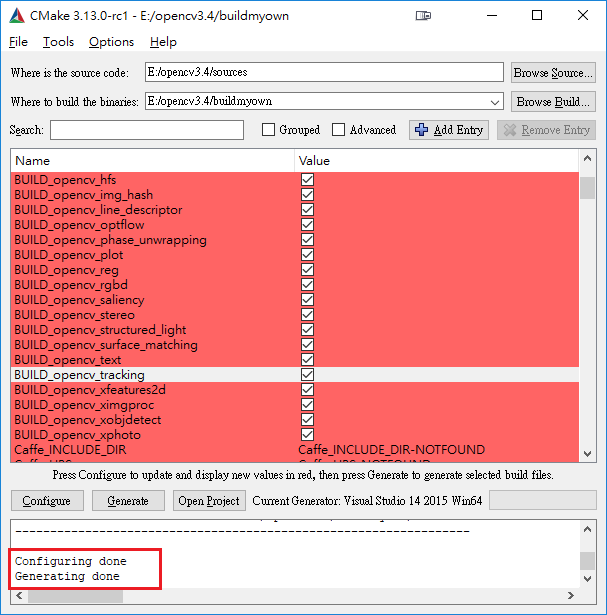 CMake 3.13.0-rc1 - E:/opencv3.4/buildmyown
File Tools Options Help
Where is the source code: E:/opencv3.4/sources Browse Source...
Where to build the binaries: E:/opencv3.4/buildmyown Browse Build...
Search: Grouped Advanced Add Entry Remove Entry
Name Value
BUILD_opencv_hfs
BUILD_opencv_img_hash
BUILD_opencv_line_descriptor
BUILD_opencv_optflow
BUILD_opencv_phase_unwrapping
BUILD_opencv_plot
BUILD_opencv_reg
BUILD_opencv_rgbd
BUILD_opencv_saliency
BUILD_opencv_stereo
BUILD_opencv_structured_light
BUILD_opencv_surface_matching
BUILD_opencv_text
BUILD_opencv_tracking
BUILD_opencv_xfeatures2d
BUILD_opencv_ximgproc
BUILD_opencv_xobjdetect
BUILD_opencv_xphoto
Caffe_INCLUDE_DIR Caffe_INCLUDE_DIR-NOTFOUND
Press Configure to update and display new values in red, then press Generate to generate selected build files.
Configure Generate Open Project Current Generator: Visual Studio 14 2015 Win64
Configuring done
Generating done